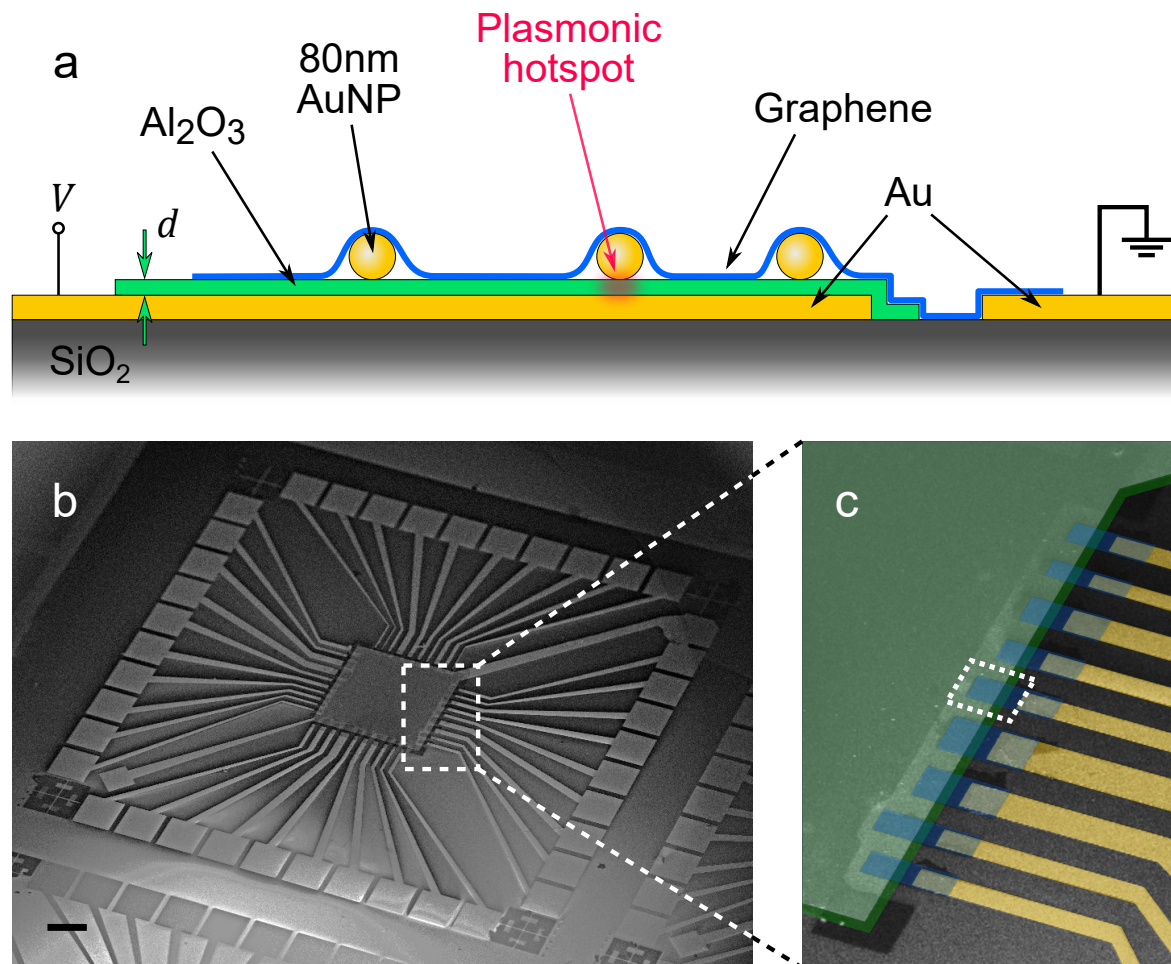 a
80nm
AuNP
Plasmonic
hotspot
Al₂O₃
Graphene
V
d
Au
SiO₂
b
c